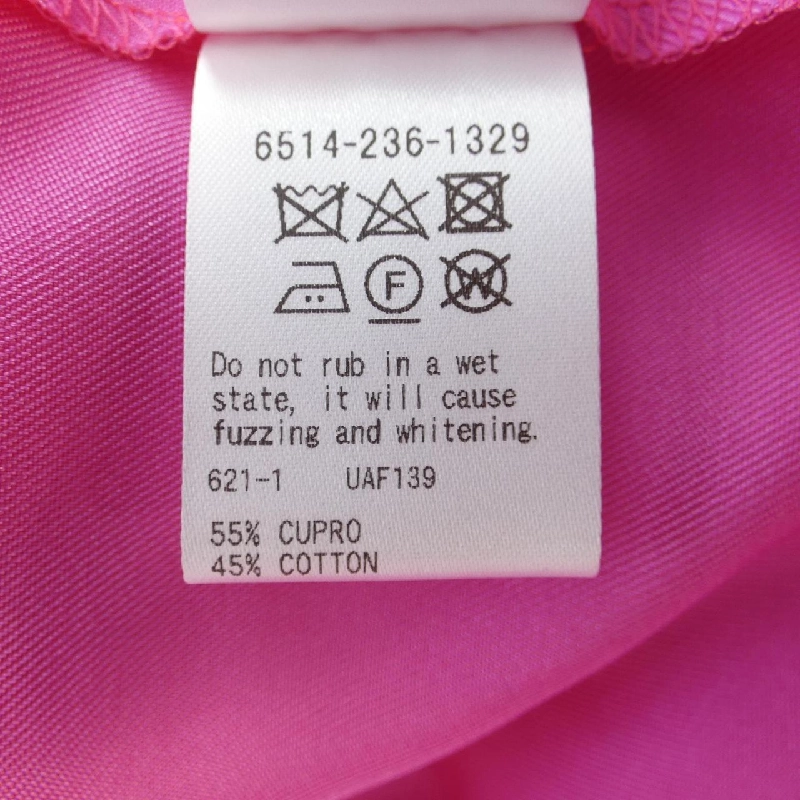 6514-236-1329
F W
Do not rub in a wet
state, it will cause
fuzzing and whitening.
621-1 UAF139
55% CUPRO
45% COTTON